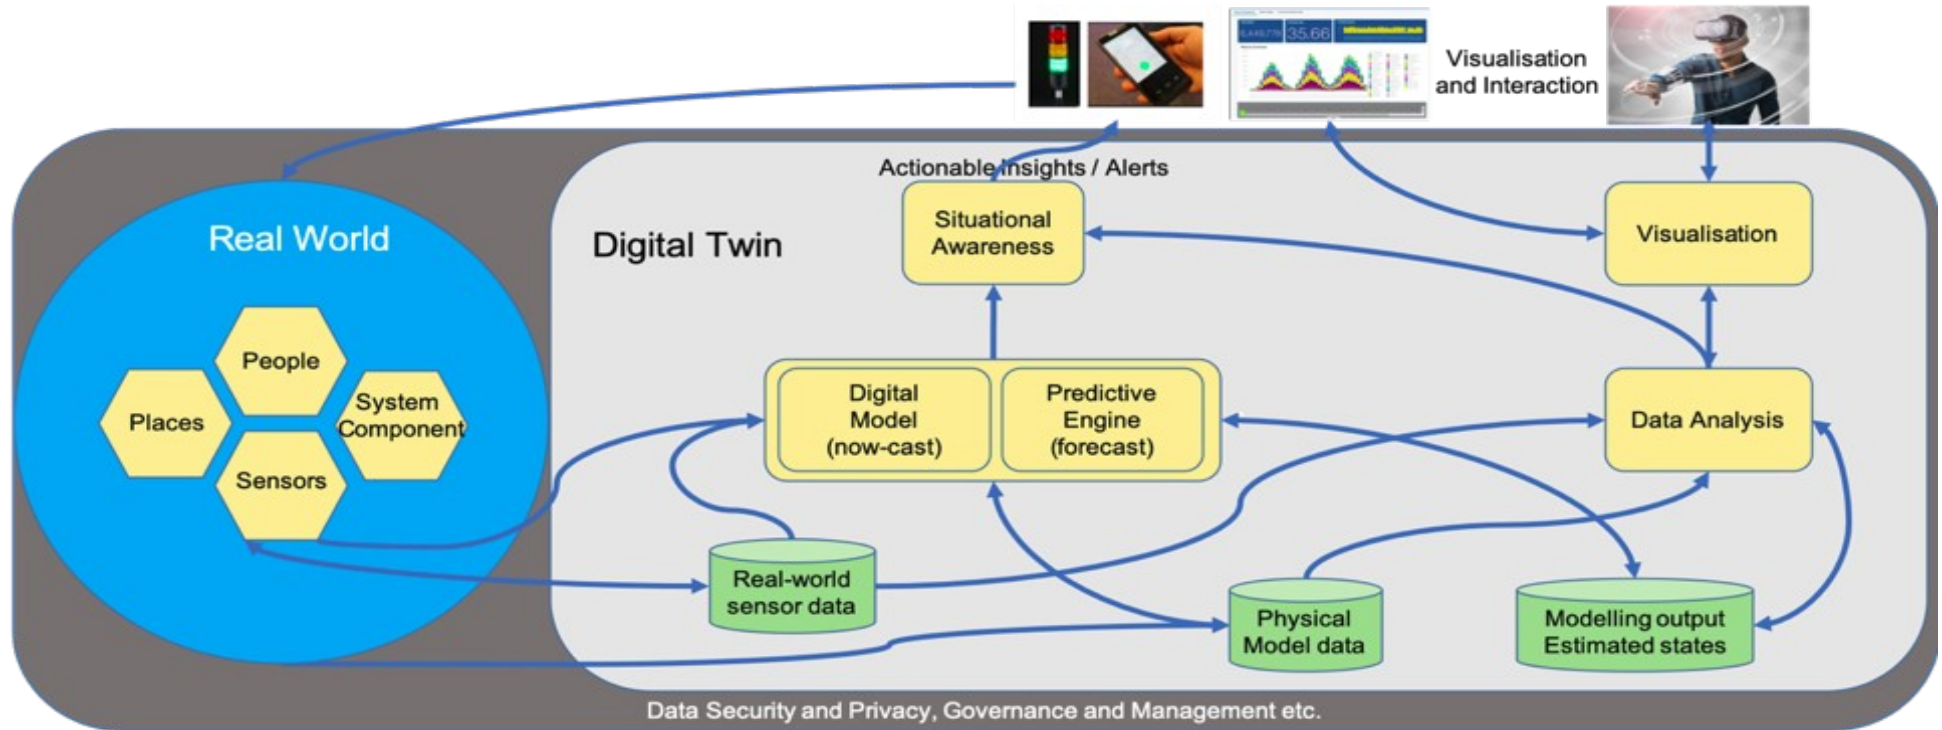 Visualisation
and Interaction
35.66
Actionable Insights / Alerts
Real World
Digital Twin
Situational
Awareness
Visualisation
People
Places
System
Component
Sensors
Digital
Model
(now-cast)
Predictive
Engine
(forecast)
Data Analysis
Real-world
sensor data
Physical
Model data
Modelling output
Estimated states
Data Security and Privacy, Governance and Management etc.